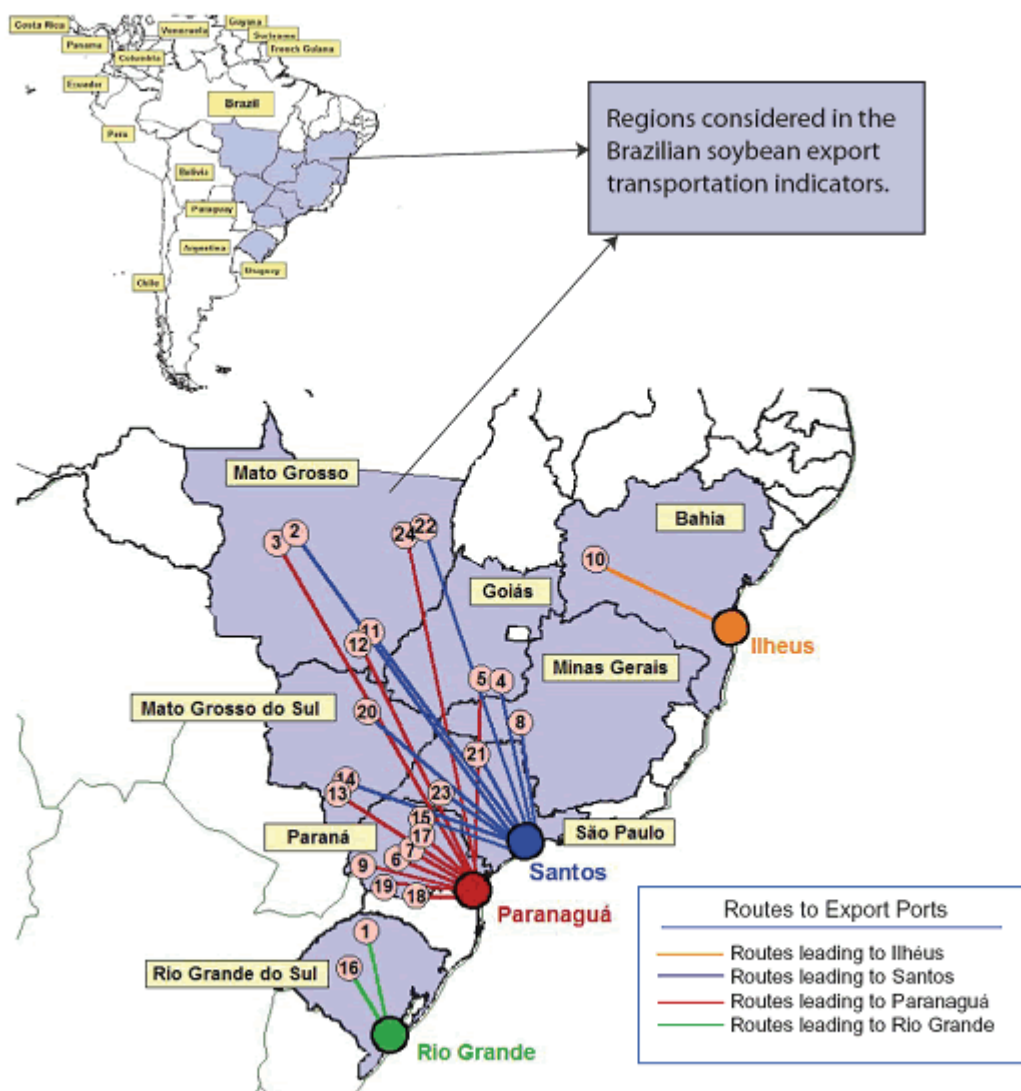 Costa Rica
Panama
Venezuela
Guyana
Suriname
French Guiana
Columbia
Ecuador
Brazil
Peru
Bolivia
Paraguay
Argentina
Uruguay
Chile
Regions considered in the
Brazilian soybean export
transportation indicators.
Mato Grosso
Bahia
3
2
24
22
10
Goiás
11
12
Ilheus
5
4
Minas Gerais
Mato Grosso do Sul
20
8
21
14
13
23
15
Paraná
17
São Paulo
7
6
9
Santos
19
18
Paranaguá
1
Rio Grande do Sul
16
Rio Grande
Routes to Export Ports
Routes leading to Ilhéus
Routes leading to Santos
Routes leading to Paranaguá
Routes leading to Rio Grande